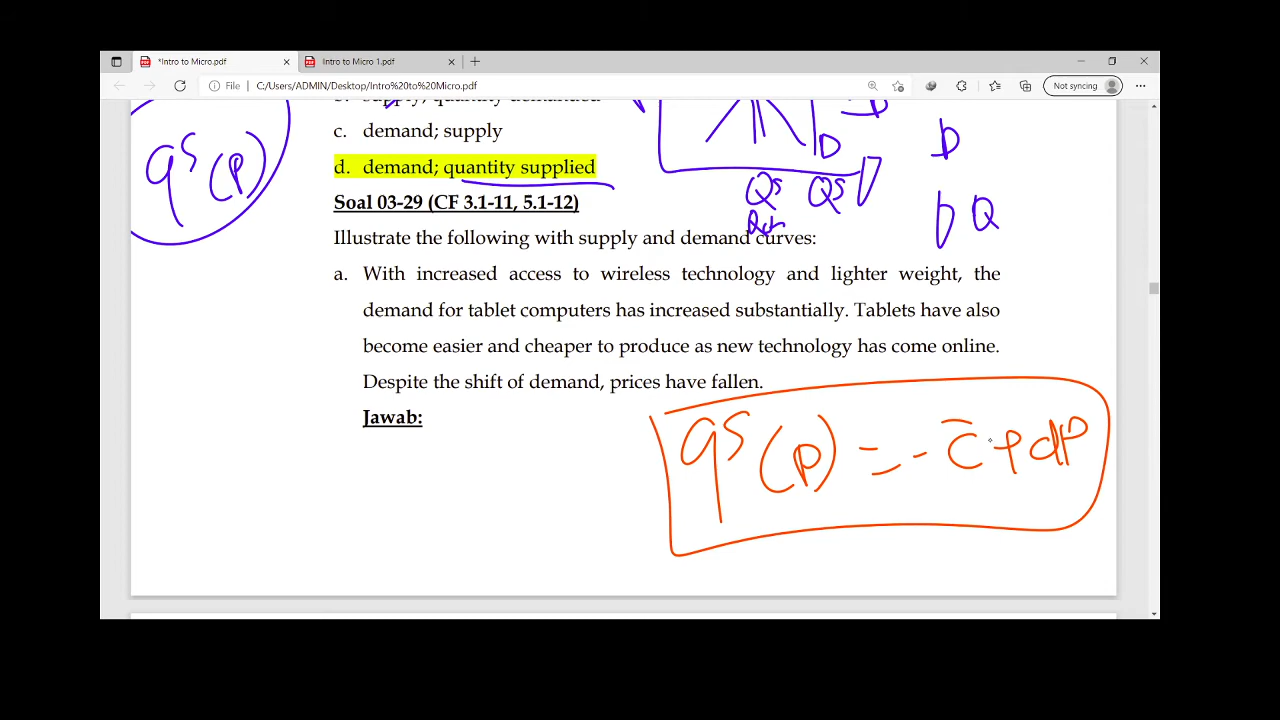 *Intro to Micro.pdf
Intro to Micro 1.pdf
File
C:/Users/ADMIN/Desktop/Intro%20to%20Micro.pdf
Not syncing
b. supply; quantity demanded
c. demand; supply
d. demand; quantity supplied
q^s (P)
D
D
Qs Qs
D Q
Soal 03-29 (CF 3.1-11, 5.1-12)
Illustrate the following with supply and demand curves:
a. With increased access to wireless technology and lighter weight, the
demand for tablet computers has increased substantially. Tablets have also
become easier and cheaper to produce as new technology has come online.
Despite the shift of demand, prices have fallen.
Jawab:
q^s (P) = - c̄ + dP